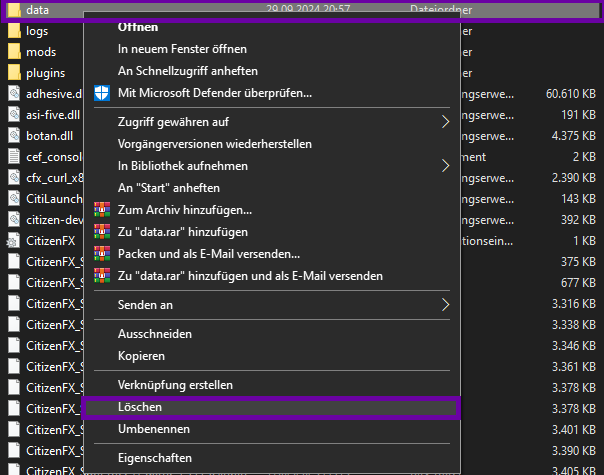 data 29.09.2024 20:57 Dateiordner
Öffnen
logs In neuem Fenster öffnen ner
mods An Schnellzugriff anheften ner
plugins ner
adhesive.d Mit Microsoft Defender überprüfen... ngserwe... 60.610 KB
asi-five.dll Zugriff gewähren auf ngserwe... 191 KB
botan.dll Vorgängerversionen wiederherstellen ngserwe... 4.375 KB
cef_consol In Bibliothek aufnehmen ment 2 KB
cfx_curl_x8 An "Start" anheften ngserwe... 2.390 KB
CitiLaunch Zum Archiv hinzufügen... ngserwe... 143 KB
citizen-dev Zu "data.rar" hinzufügen ngserwe... 392 KB
CitizenFX Packen und als E-Mail versenden... tionsein... 1 KB
CitizenFX_S 375 KB
Zu "data.rar" hinzufügen und als E-Mail versenden
CitizenFX_S 677 KB
CitizenFX_S Senden an 3.316 KB
CitizenFX_S Ausschneiden 3.338 KB
CitizenFX_S Kopieren 3.346 KB
CitizenFX_S 3.361 KB
CitizenFX_S Verknüpfung erstellen 3.378 KB
CitizenFX_S Löschen 3.378 KB
CitizenFX_S Umbenennen 3.401 KB
CitizenFX_S Eigenschaften 3.390 KB
CitizenFX_S 3.405 KB